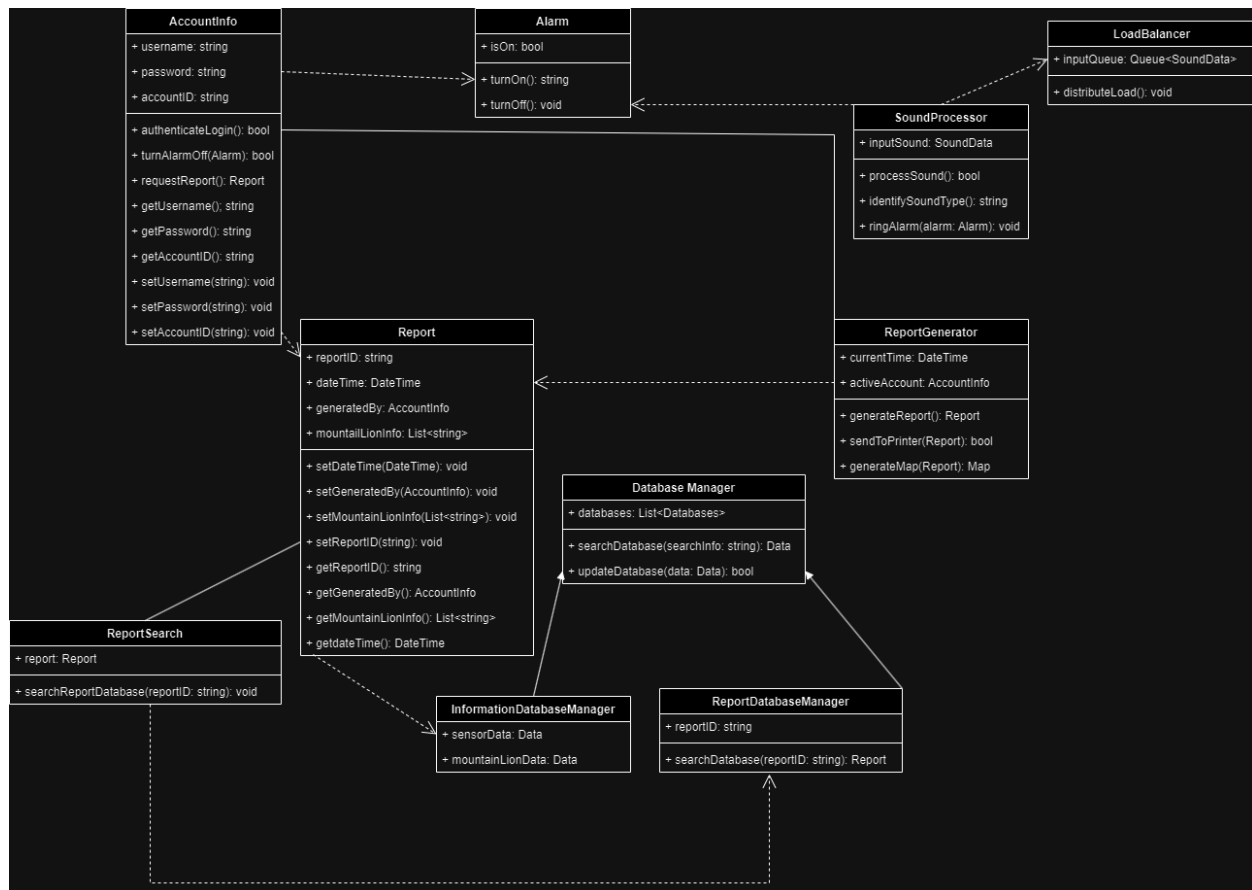 AccountInfo
+ username: string
+ password: string
+ accountID: string
+ authenticateLogin(): bool
+ turnAlarmOff(Alarm): bool
+ requestReport(): Report
+ getUsername(); string
+ getPassword(): string
+ getAccountID(): string
+ setUsername(string): void
+ setPassword(string): void
+ setAccountID(string): void
Alarm
+ isOn: bool
+ turnOn(): string
+ turnOff(): void
LoadBalancer
+ inputQueue: Queue<SoundData>
+ distributeLoad(): void
SoundProcessor
+ inputSound: SoundData
+ processSound(): bool
+ identifySoundType(): string
+ ringAlarm(alarm: Alarm): void
Report
+ reportID: string
+ dateTime: DateTime
+ generatedBy: AccountInfo
+ mountailLionInfo: List<string>
+ setDateTime(DateTime): void
+ setGeneratedBy(AccountInfo): void
+ setMountainLionInfo(List<string>): void
+ setReportID(string): void
+ getReportID(): string
+ getGeneratedBy(): AccountInfo
+ getMountainLionInfo(): List<string>
+ getdateTime(): DateTime
ReportGenerator
+ currentTime: DateTime
+ activeAccount: AccountInfo
+ generateReport(): Report
+ sendToPrinter(Report): bool
+ generateMap(Report): Map
Database Manager
+ databases: List<Databases>
+ searchDatabase(searchInfo: string): Data
+ updateDatabase(data: Data): bool
ReportSearch
+ report: Report
+ searchReportDatabase(reportID: string): void
InformationDatabaseManager
+ sensorData: Data
+ mountainLionData: Data
ReportDatabaseManager
+ reportID: string
+ searchDatabase(reportID: string): Report